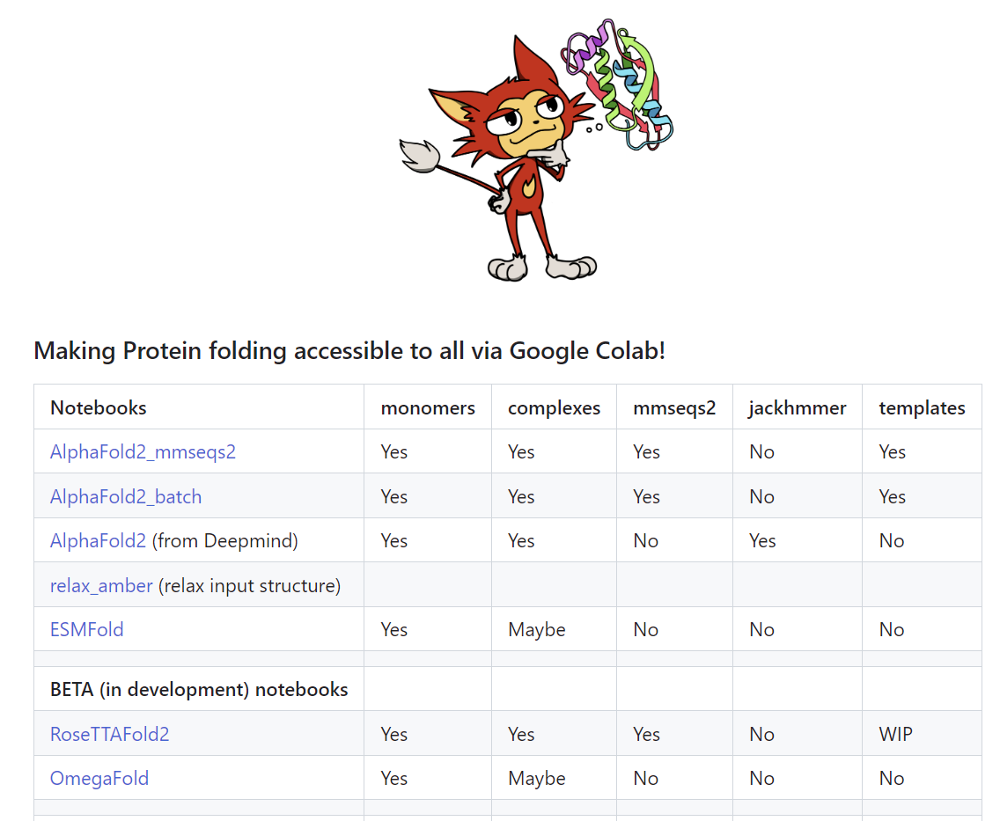 Making Protein folding accessible to all via Google Colab!
Notebooks monomers complexes mmseqs2 jackhmmer templates
AlphaFold2_mmseqs2 Yes Yes Yes No Yes
AlphaFold2_batch Yes Yes Yes No Yes
AlphaFold2 (from Deepmind) Yes Yes No Yes No
relax_amber (relax input structure)
ESMFold Yes Maybe No No No
BETA (in development) notebooks
RoseTTAFold2 Yes Yes Yes No WIP
OmegaFold Yes Maybe No No No